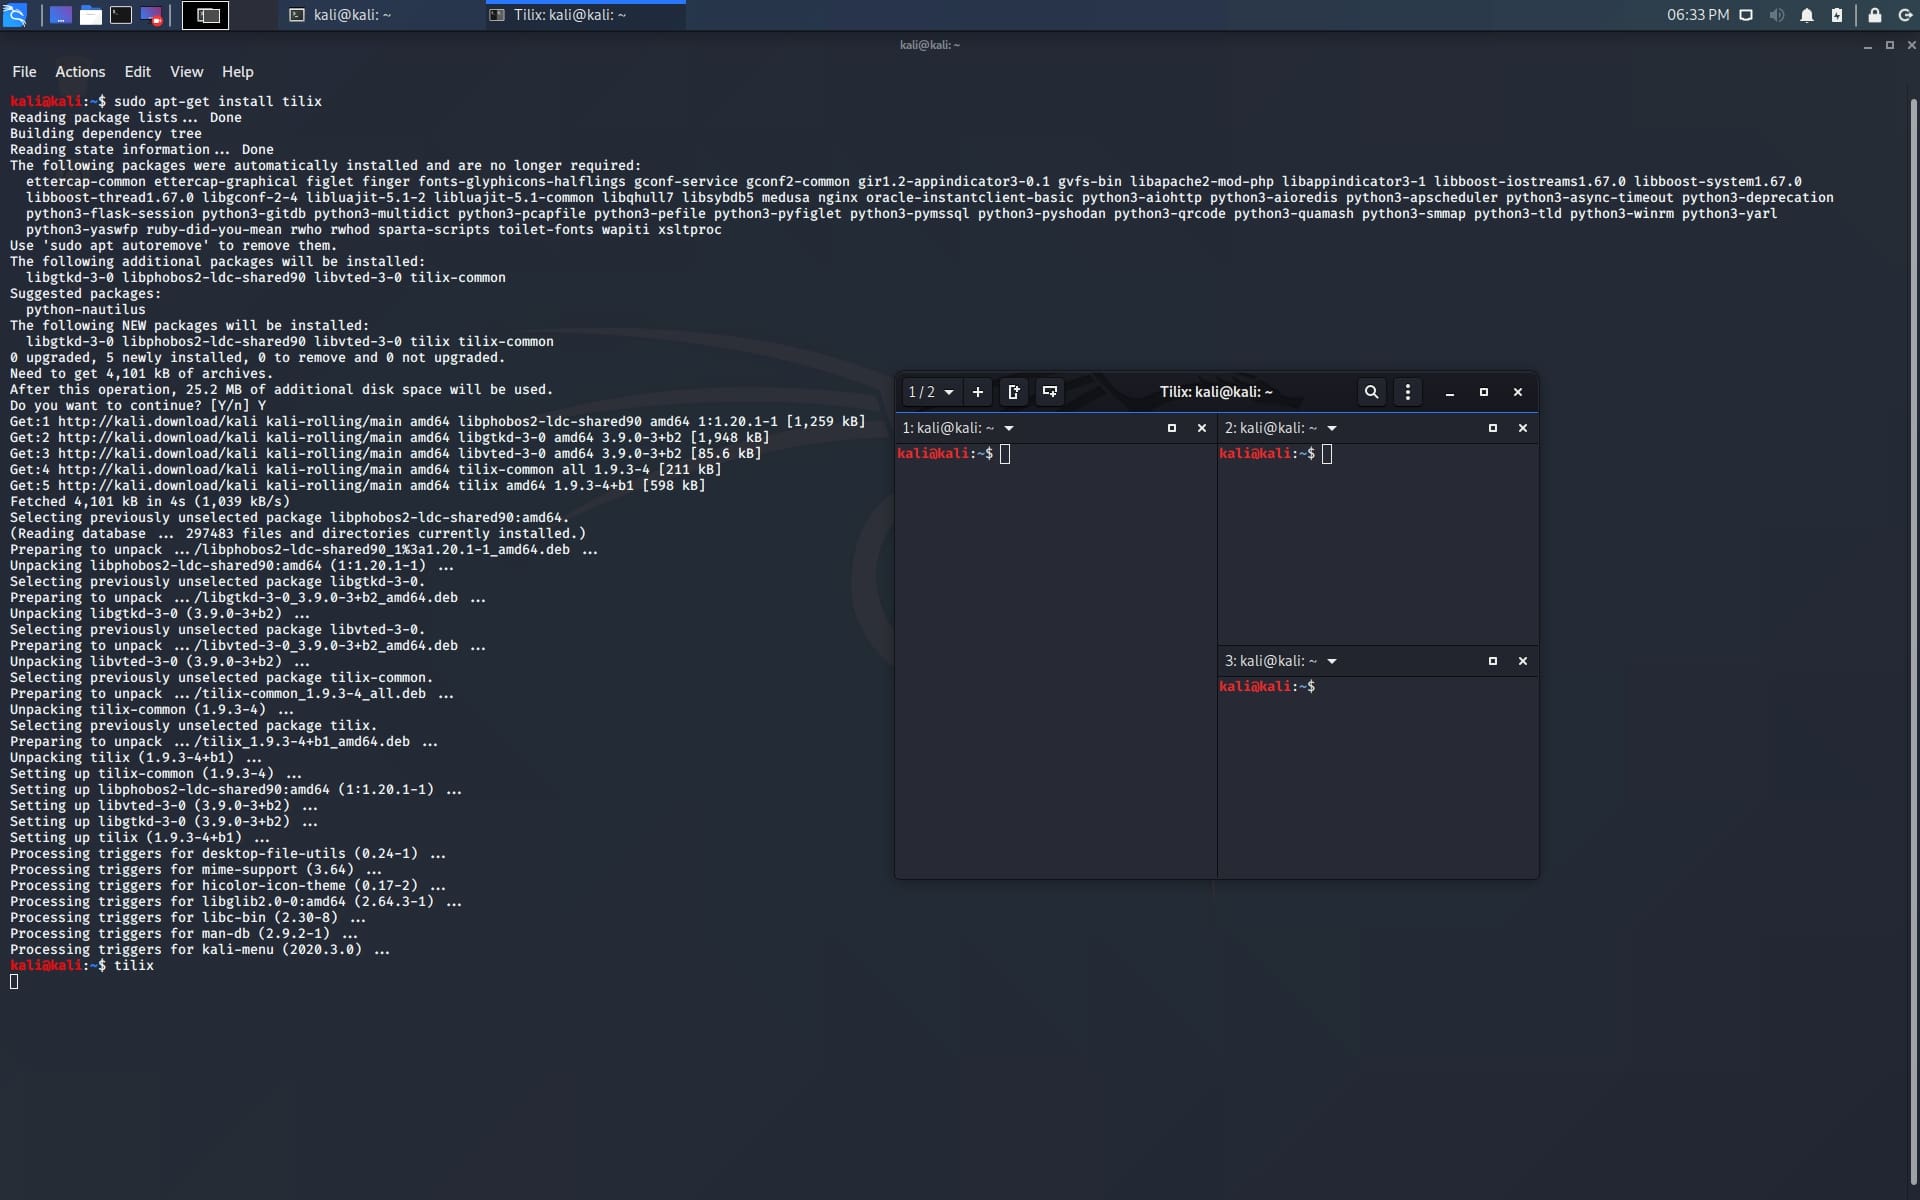 kali@kali: ~
Tilix: kali@kali: ~
06:33 PM
kali@kali: ~
File Actions Edit View Help
kali@kali:~$ sudo apt-get install tilix
Reading package lists... Done
Building dependency tree
Reading state information... Done
The following packages were automatically installed and are no longer required:
ettercap-common ettercap-graphical figlet finger fonts-glyphicons-halflings gconf-service gconf2-common gir1.2-appindicator3-0.1 gvfs-bin libapache2-mod-php libappindicator3-1 libboost-iostreams1.67.0 libboost-system1.67.0
libboost-thread1.67.0 libgconf-2-4 libluajit-5.1-2 libluajit-5.1-common libqhull7 libsybdb5 medusa nginx oracle-instantclient-basic python3-aiohttp python3-aioredis python3-apscheduler python3-async-timeout python3-deprecation
python3-flask-session python3-gitdb python3-multidict python3-pcapfile python3-pefile python3-pyfiglet python3-pymssql python3-pyshodan python3-qrcode python3-quamash python3-smmap python3-tld python3-winrm python3-yarl
python3-yaswfp ruby-did-you-mean rwho rwhod sparta-scripts toilet-fonts wapiti xsltproc
Use 'sudo apt autoremove' to remove them.
The following additional packages will be installed:
libgtkd-3-0 libphobos2-ldc-shared90 libvted-3-0 tilix-common
Suggested packages:
python-nautilus
The following NEW packages will be installed:
libgtkd-3-0 libphobos2-ldc-shared90 libvted-3-0 tilix tilix-common
0 upgraded, 5 newly installed, 0 to remove and 0 not upgraded.
Need to get 4,101 kB of archives.
After this operation, 25.2 MB of additional disk space will be used.
Do you want to continue? [Y/n] Y
Get:1 http://kali.download/kali kali-rolling/main amd64 libphobos2-ldc-shared90 amd64 1:1.20.1-1 [1,259 kB]
Get:2 http://kali.download/kali kali-rolling/main amd64 libgtkd-3-0 amd64 3.9.0-3+b2 [1,948 kB]
Get:3 http://kali.download/kali kali-rolling/main amd64 libvted-3-0 amd64 3.9.0-3+b2 [85.6 kB]
Get:4 http://kali.download/kali kali-rolling/main amd64 tilix-common all 1.9.3-4 [211 kB]
Get:5 http://kali.download/kali kali-rolling/main amd64 tilix amd64 1.9.3-4+b1 [598 kB]
Fetched 4,101 kB in 4s (1,039 kB/s)
Selecting previously unselected package libphobos2-ldc-shared90:amd64.
(Reading database ... 297483 files and directories currently installed.)
Preparing to unpack .../libphobos2-ldc-shared90_1%3a1.20.1-1_amd64.deb ...
Unpacking libphobos2-ldc-shared90:amd64 (1:1.20.1-1) ...
Selecting previously unselected package libgtkd-3-0.
Preparing to unpack .../libgtkd-3-0_3.9.0-3+b2_amd64.deb ...
Unpacking libgtkd-3-0 (3.9.0-3+b2) ...
Selecting previously unselected package libvted-3-0.
Preparing to unpack .../libvted-3-0_3.9.0-3+b2_amd64.deb ...
Unpacking libvted-3-0 (3.9.0-3+b2) ...
Selecting previously unselected package tilix-common.
Preparing to unpack .../tilix-common_1.9.3-4_all.deb ...
Unpacking tilix-common (1.9.3-4) ...
Selecting previously unselected package tilix.
Preparing to unpack .../tilix_1.9.3-4+b1_amd64.deb ...
Unpacking tilix (1.9.3-4+b1) ...
Setting up tilix-common (1.9.3-4) ...
Setting up libphobos2-ldc-shared90:amd64 (1:1.20.1-1) ...
Setting up libvted-3-0 (3.9.0-3+b2) ...
Setting up libgtkd-3-0 (3.9.0-3+b2) ...
Setting up tilix (1.9.3-4+b1) ...
Processing triggers for desktop-file-utils (0.24-1) ...
Processing triggers for mime-support (3.64) ...
Processing triggers for hicolor-icon-theme (0.17-2) ...
Processing triggers for libglib2.0-0:amd64 (2.64.3-1) ...
Processing triggers for libc-bin (2.30-8) ...
Processing triggers for man-db (2.9.2-1) ...
Processing triggers for kali-menu (2020.3.0) ...
kali@kali:~$ tilix
1 / 2
Tilix: kali@kali: ~
1: kali@kali: ~
kali@kali:~$
2: kali@kali: ~
kali@kali:~$
3: kali@kali: ~
kali@kali:~$